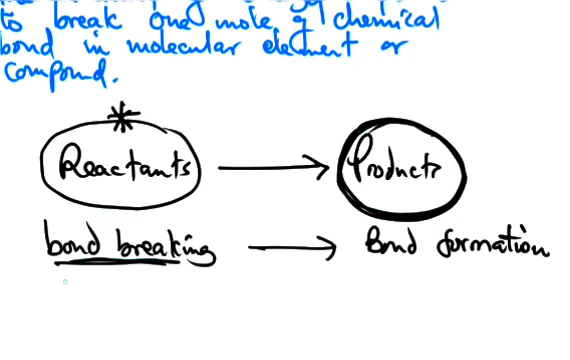 to break one mole of chemical
bond in molecular element or
compound.
Reactants → Products
bond breaking → Bond formation